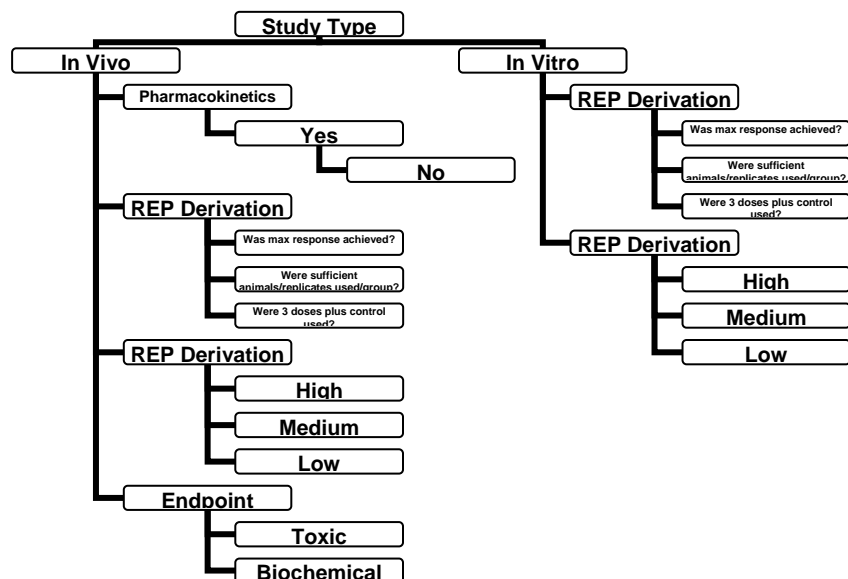 Study Type
In Vivo
Pharmacokinetics
Yes
No
REP Derivation
Was max response achieved?
Were sufficient
animals/replicates used/group?
Were 3 doses plus control
used?
REP Derivation
High
Medium
Low
Endpoint
Toxic
Biochemical
In Vitro
REP Derivation
Was max response achieved?
Were sufficient
animals/replicates used/group?
Were 3 doses plus control
used?
REP Derivation
High
Medium
Low